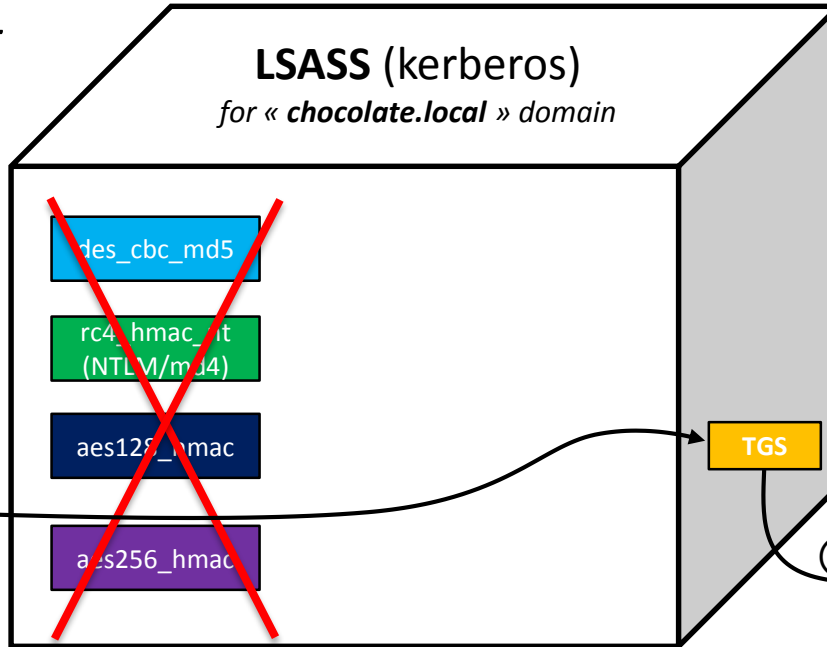 LSASS (kerberos)
for « chocolate.local » domain
des_cbc_md5
rc4_hmac_nt
(NTLM/md4)
aes128_hmac
TGS
aes256_hmac